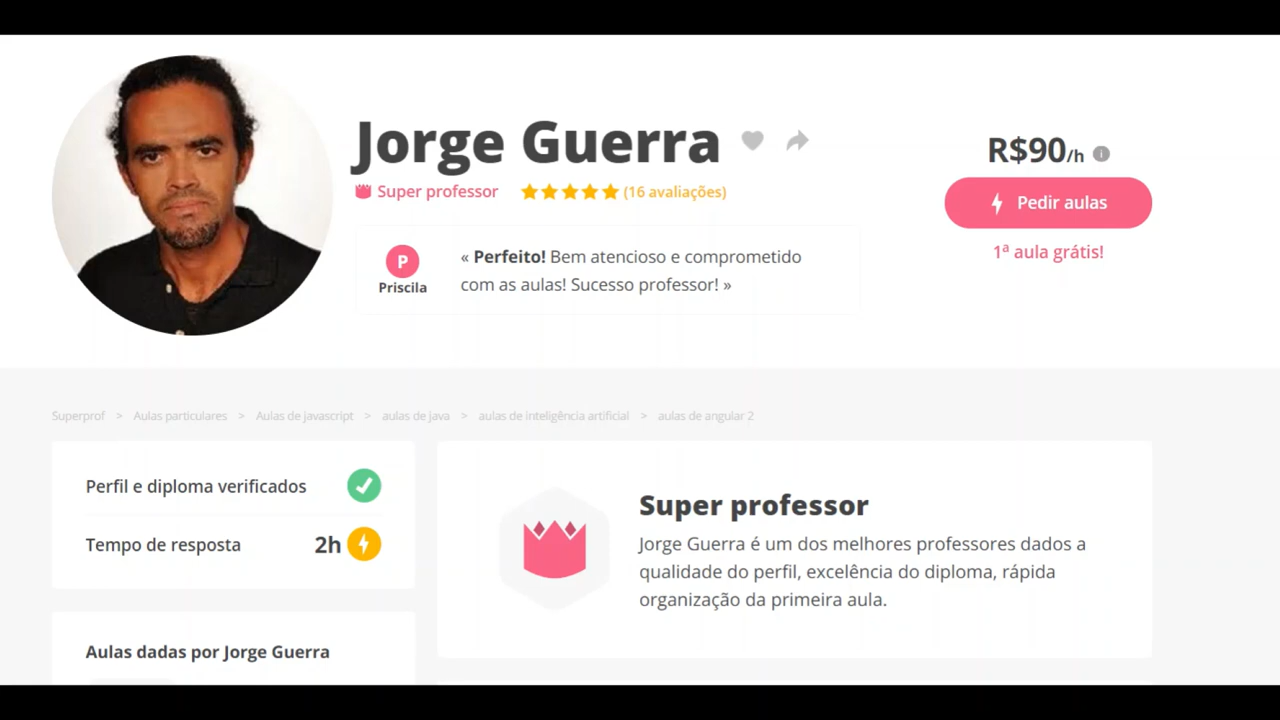 Jorge Guerra
Super professor (16 avaliações)
P
Priscila
« Perfeito! Bem atencioso e comprometido
com as aulas! Sucesso professor! »
R$90/h i
Pedir aulas
1ª aula grátis!
Superprof > Aulas particulares > Aulas de javascript > aulas de java > aulas de inteligência artificial > aulas de angular 2
Perfil e diploma verificados
Tempo de resposta 2h
Aulas dadas por Jorge Guerra
Super professor
Jorge Guerra é um dos melhores professores dados a
qualidade do perfil, excelência do diploma, rápida
organização da primeira aula.